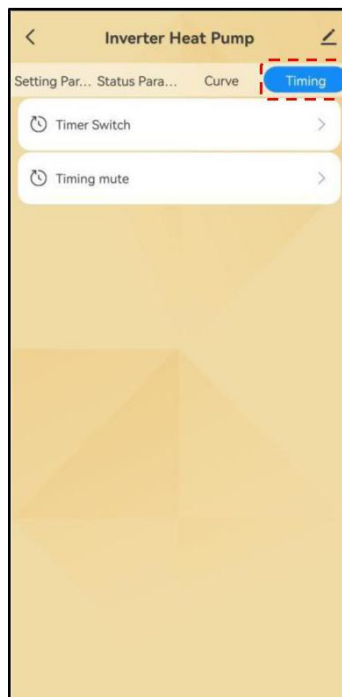 Inverter Heat Pump
Setting Par... Status Para... Curve Timing
Timer Switch
Timing mute